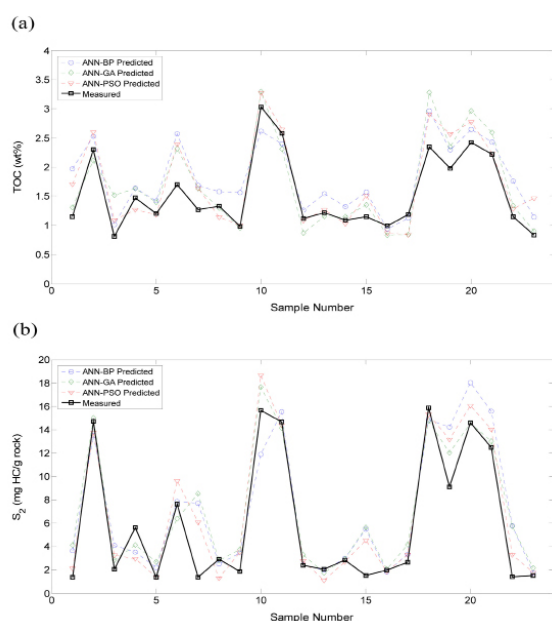 (a)
4
3.5
3
2.5
2
1.5
1
0.5
0
TOC (wt%)
ANN-BP Predicted
ANN-GA Predicted
ANN-PSO Predicted
Measured
0
5
10
15
20
Sample Number
(b)
20
18
16
14
12
10
8
6
4
2
0
S2 (mg HC/g rock)
ANN-BP Predicted
ANN-GA Predicted
ANN-PSO Predicted
Measured
0
5
10
15
20
Sample Number